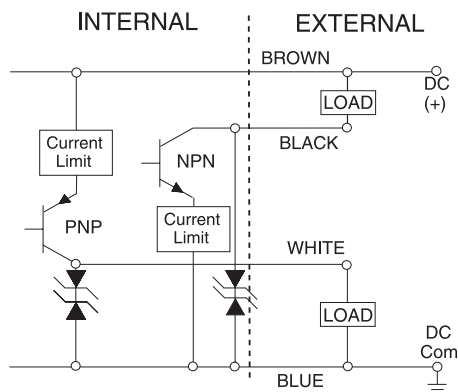 INTERNAL
EXTERNAL
BROWN
LOAD
DC
(+)
BLACK
Current
Limit
NPN
Current
Limit
PNP
WHITE
LOAD
DC
Com
BLUE